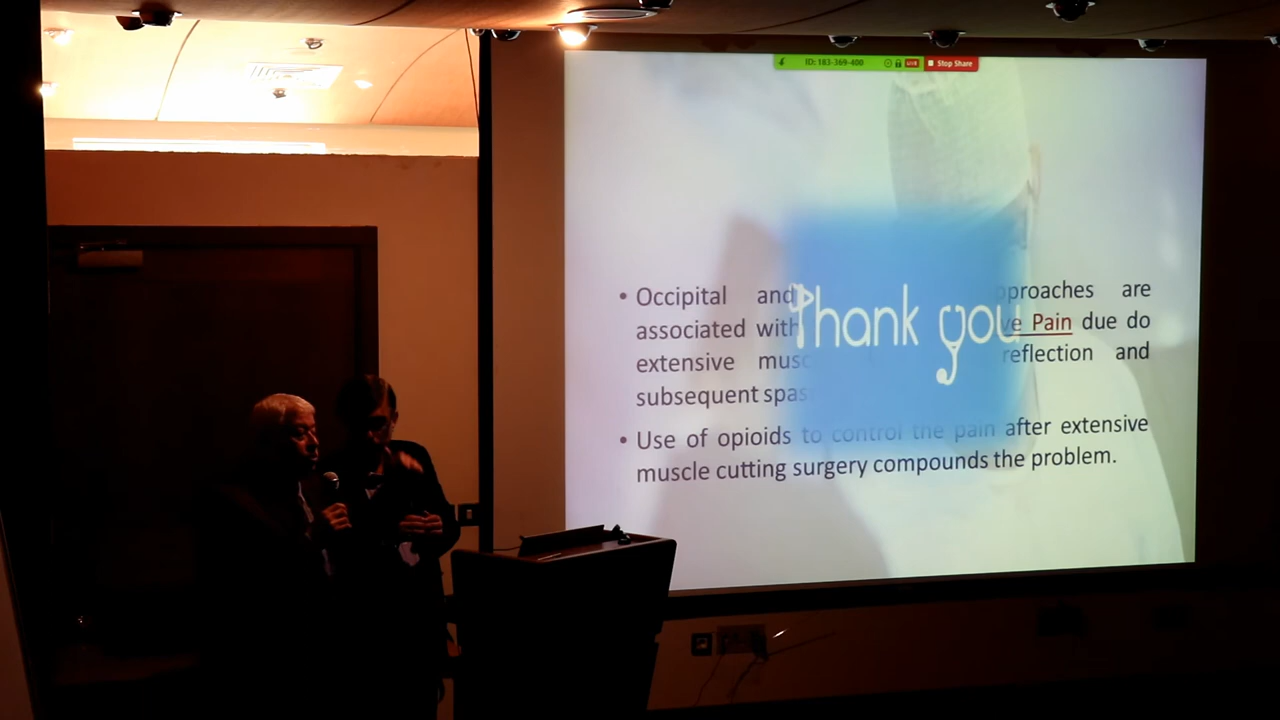 ID: 183-369-400 LIVE Stop Share
• Occipital and pproaches are
associated with e Pain due do
extensive musc reflection and
subsequent spas
Thank you
• Use of opioids to control the pain after extensive
muscle cutting surgery compounds the problem.